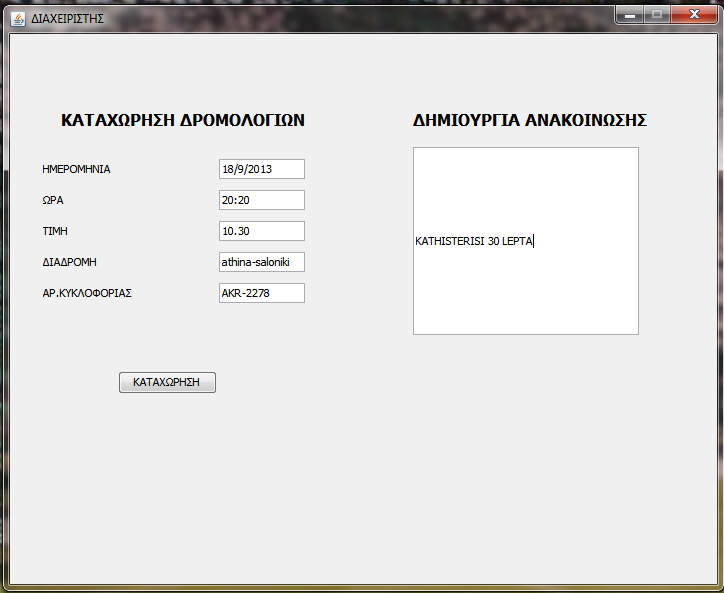 ΔΙΑΧΕΙΡΙΣΤΗΣ
ΚΑΤΑΧΩΡΗΣΗ ΔΡΟΜΟΛΟΓΙΩΝ
ΗΜΕΡΟΜΗΝΙΑ 18/9/2013
ΩΡΑ 20:20
ΤΙΜΗ 10.30
ΔΙΑΔΡΟΜΗ athina-saloniki
ΑΡ.ΚΥΚΛΟΦΟΡΙΑΣ AKR-2278
ΚΑΤΑΧΩΡΗΣΗ
ΔΗΜΙΟΥΡΓΙΑ ΑΝΑΚΟΙΝΩΣΗΣ
KATHISTERISI 30 LEPTA